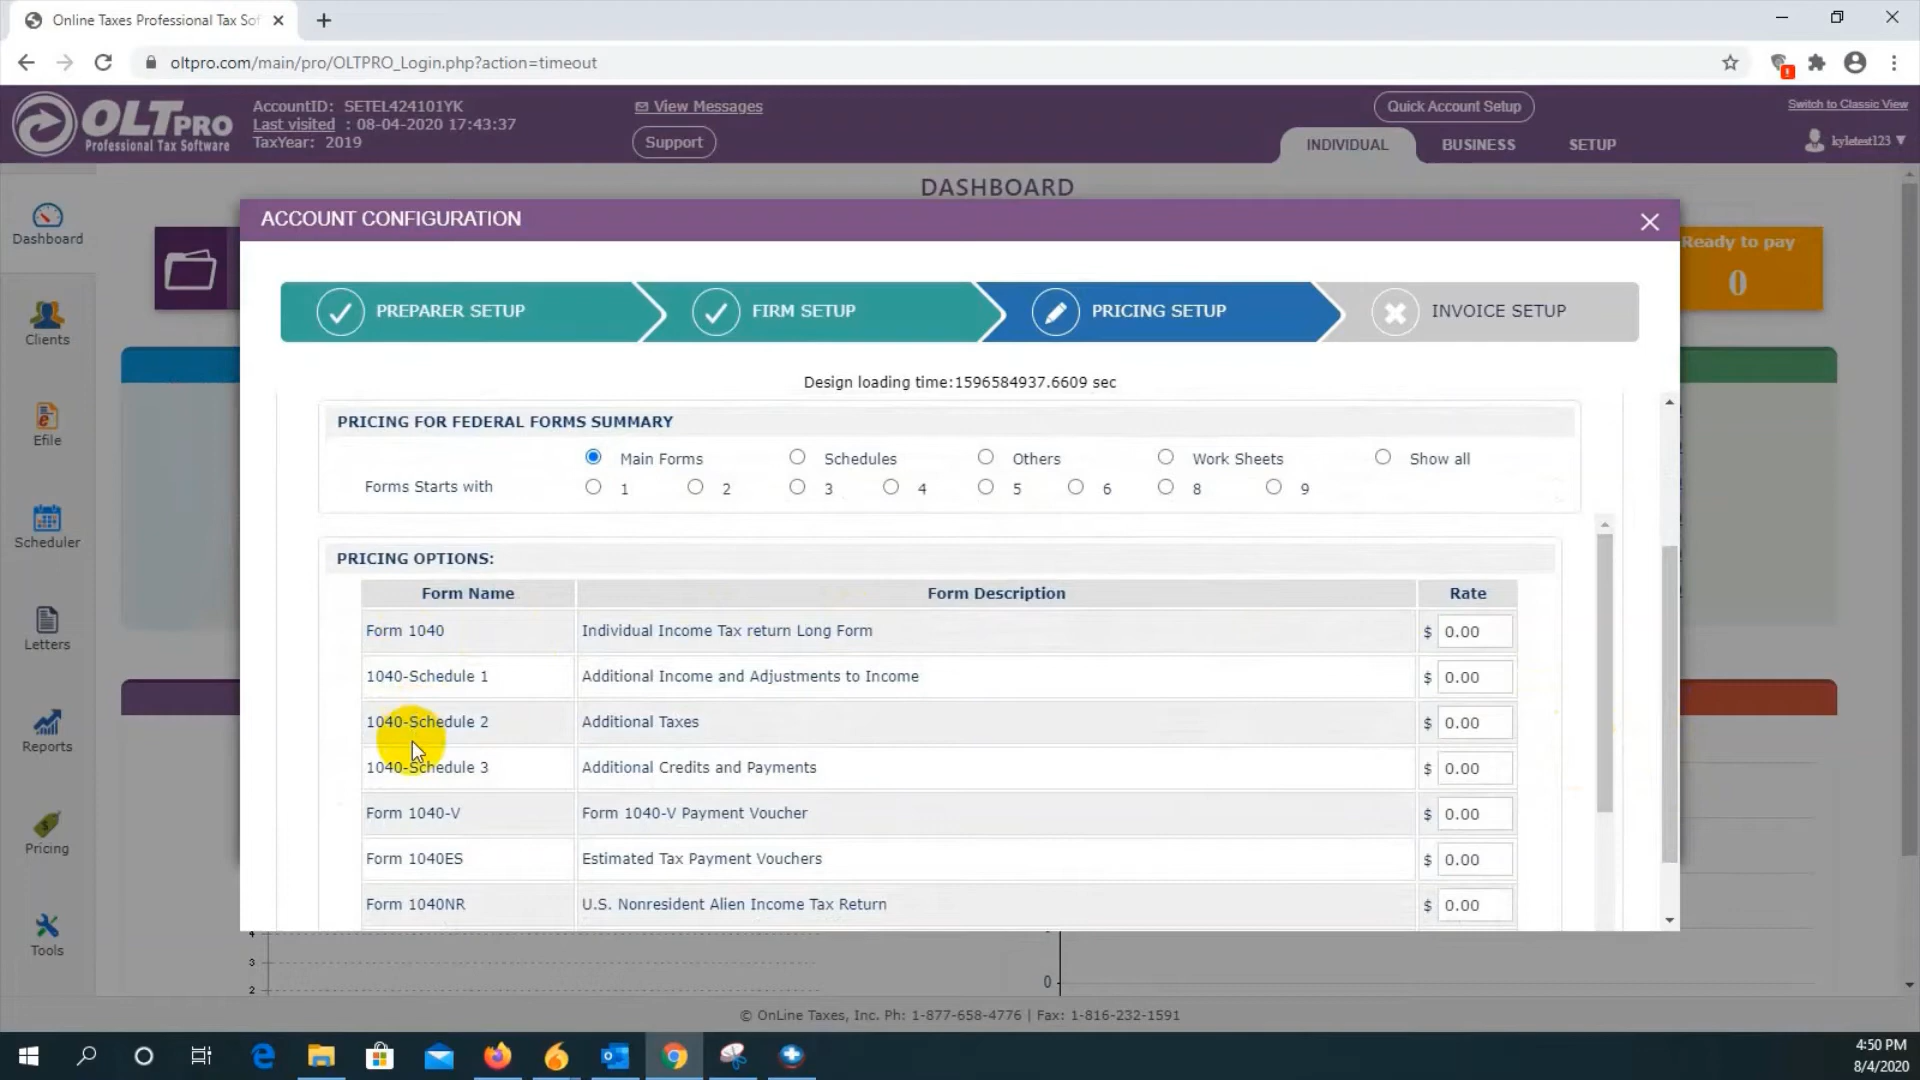 Online Taxes Professional Tax Sof
oltpro.com/main/pro/OLTPRO_Login.php?action=timeout
OLTPRO
Professional Tax Software
AccountID: SETEL424101YK
Last visited : 08-04-2020 17:43:37
TaxYear: 2019
View Messages
Support
Quick Account Setup
Switch to Classic View
INDIVIDUAL
BUSINESS
SETUP
kyletest123
DASHBOARD
Dashboard
Clients
Efile
Scheduler
Letters
Reports
Pricing
Tools
Ready to pay
0
ACCOUNT CONFIGURATION
PREPARER SETUP
FIRM SETUP
PRICING SETUP
INVOICE SETUP
Design loading time:1596584937.6609 sec
PRICING FOR FEDERAL FORMS SUMMARY
Main Forms Schedules Others Work Sheets Show all
Forms Starts with 1 2 3 4 5 6 8 9
PRICING OPTIONS:
Form Name Form Description Rate
Form 1040 Individual Income Tax return Long Form $ 0.00
1040-Schedule 1 Additional Income and Adjustments to Income $ 0.00
1040-Schedule 2 Additional Taxes $ 0.00
1040-Schedule 3 Additional Credits and Payments $ 0.00
Form 1040-V Form 1040-V Payment Voucher $ 0.00
Form 1040ES Estimated Tax Payment Vouchers $ 0.00
Form 1040NR U.S. Nonresident Alien Income Tax Return $ 0.00
4
3
2
0
© OnLine Taxes, Inc. Ph: 1-877-658-4776 | Fax: 1-816-232-1591
4:50 PM
8/4/2020